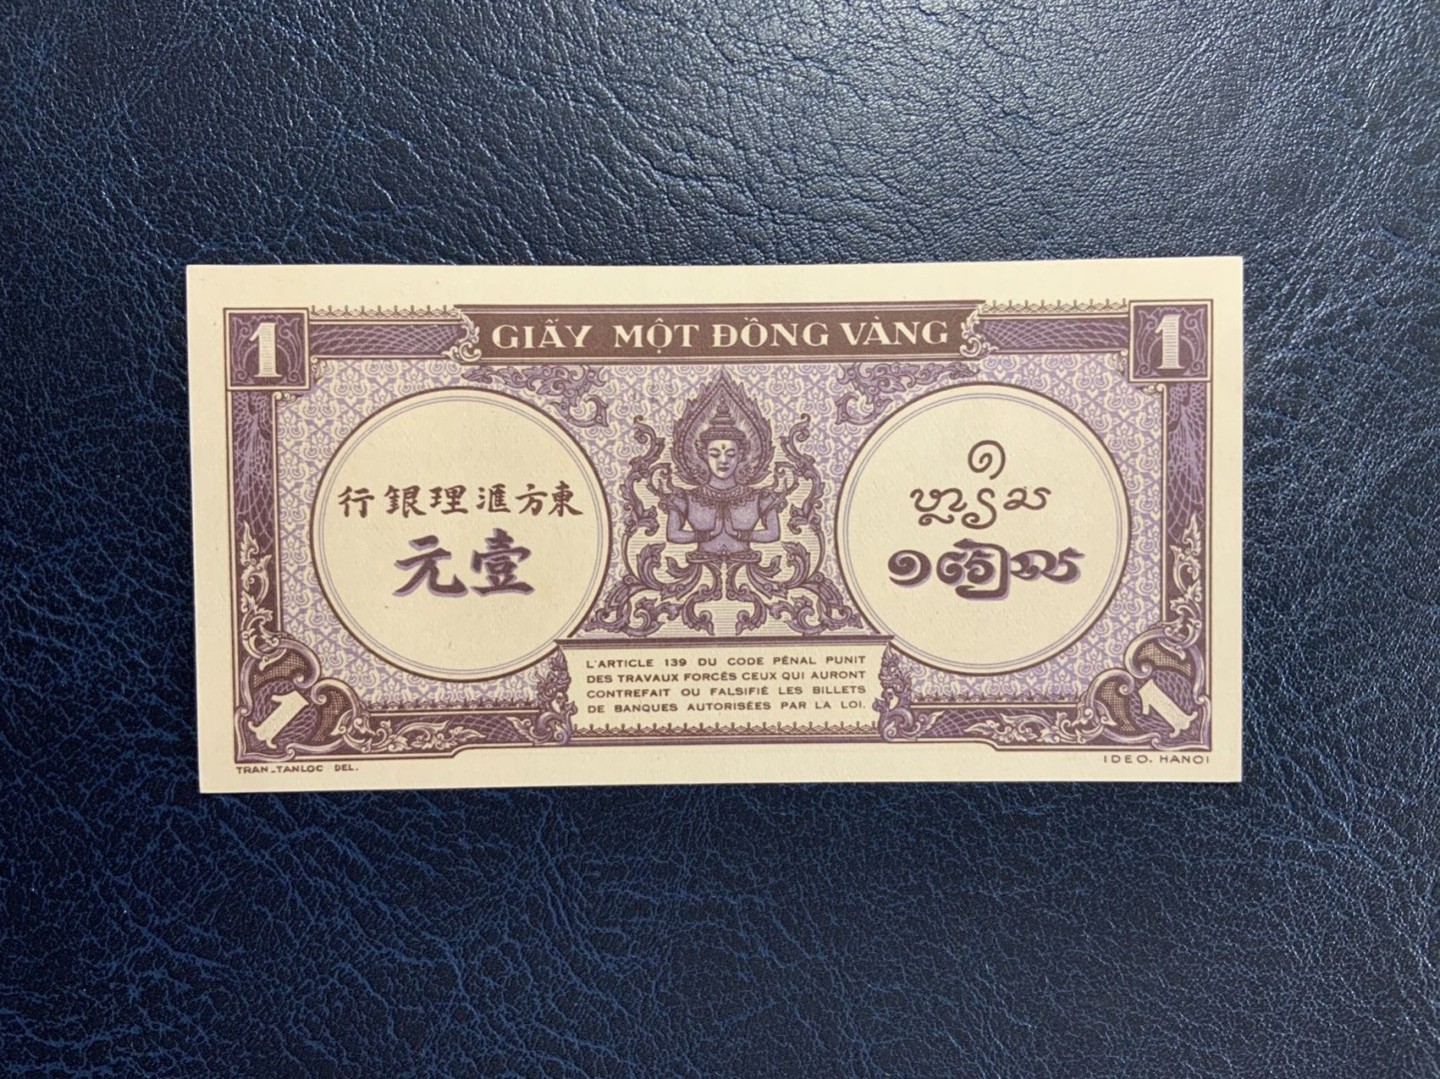 1
GIẤY MỘT ĐỒNG VÀNG
1
東方滙理銀行
壹元
໑
L'ARTICLE 139 DU CODE PÉNAL PUNIT
DES TRAVAUX FORCÉS CEUX QUI AURONT
CONTREFAIT OU FALSIFIÉ LES BILLETS
DE BANQUES AUTORISÉES PAR LA LOI.
1
1
TRAN_TANLOC DEL.
IDEO. HANOI